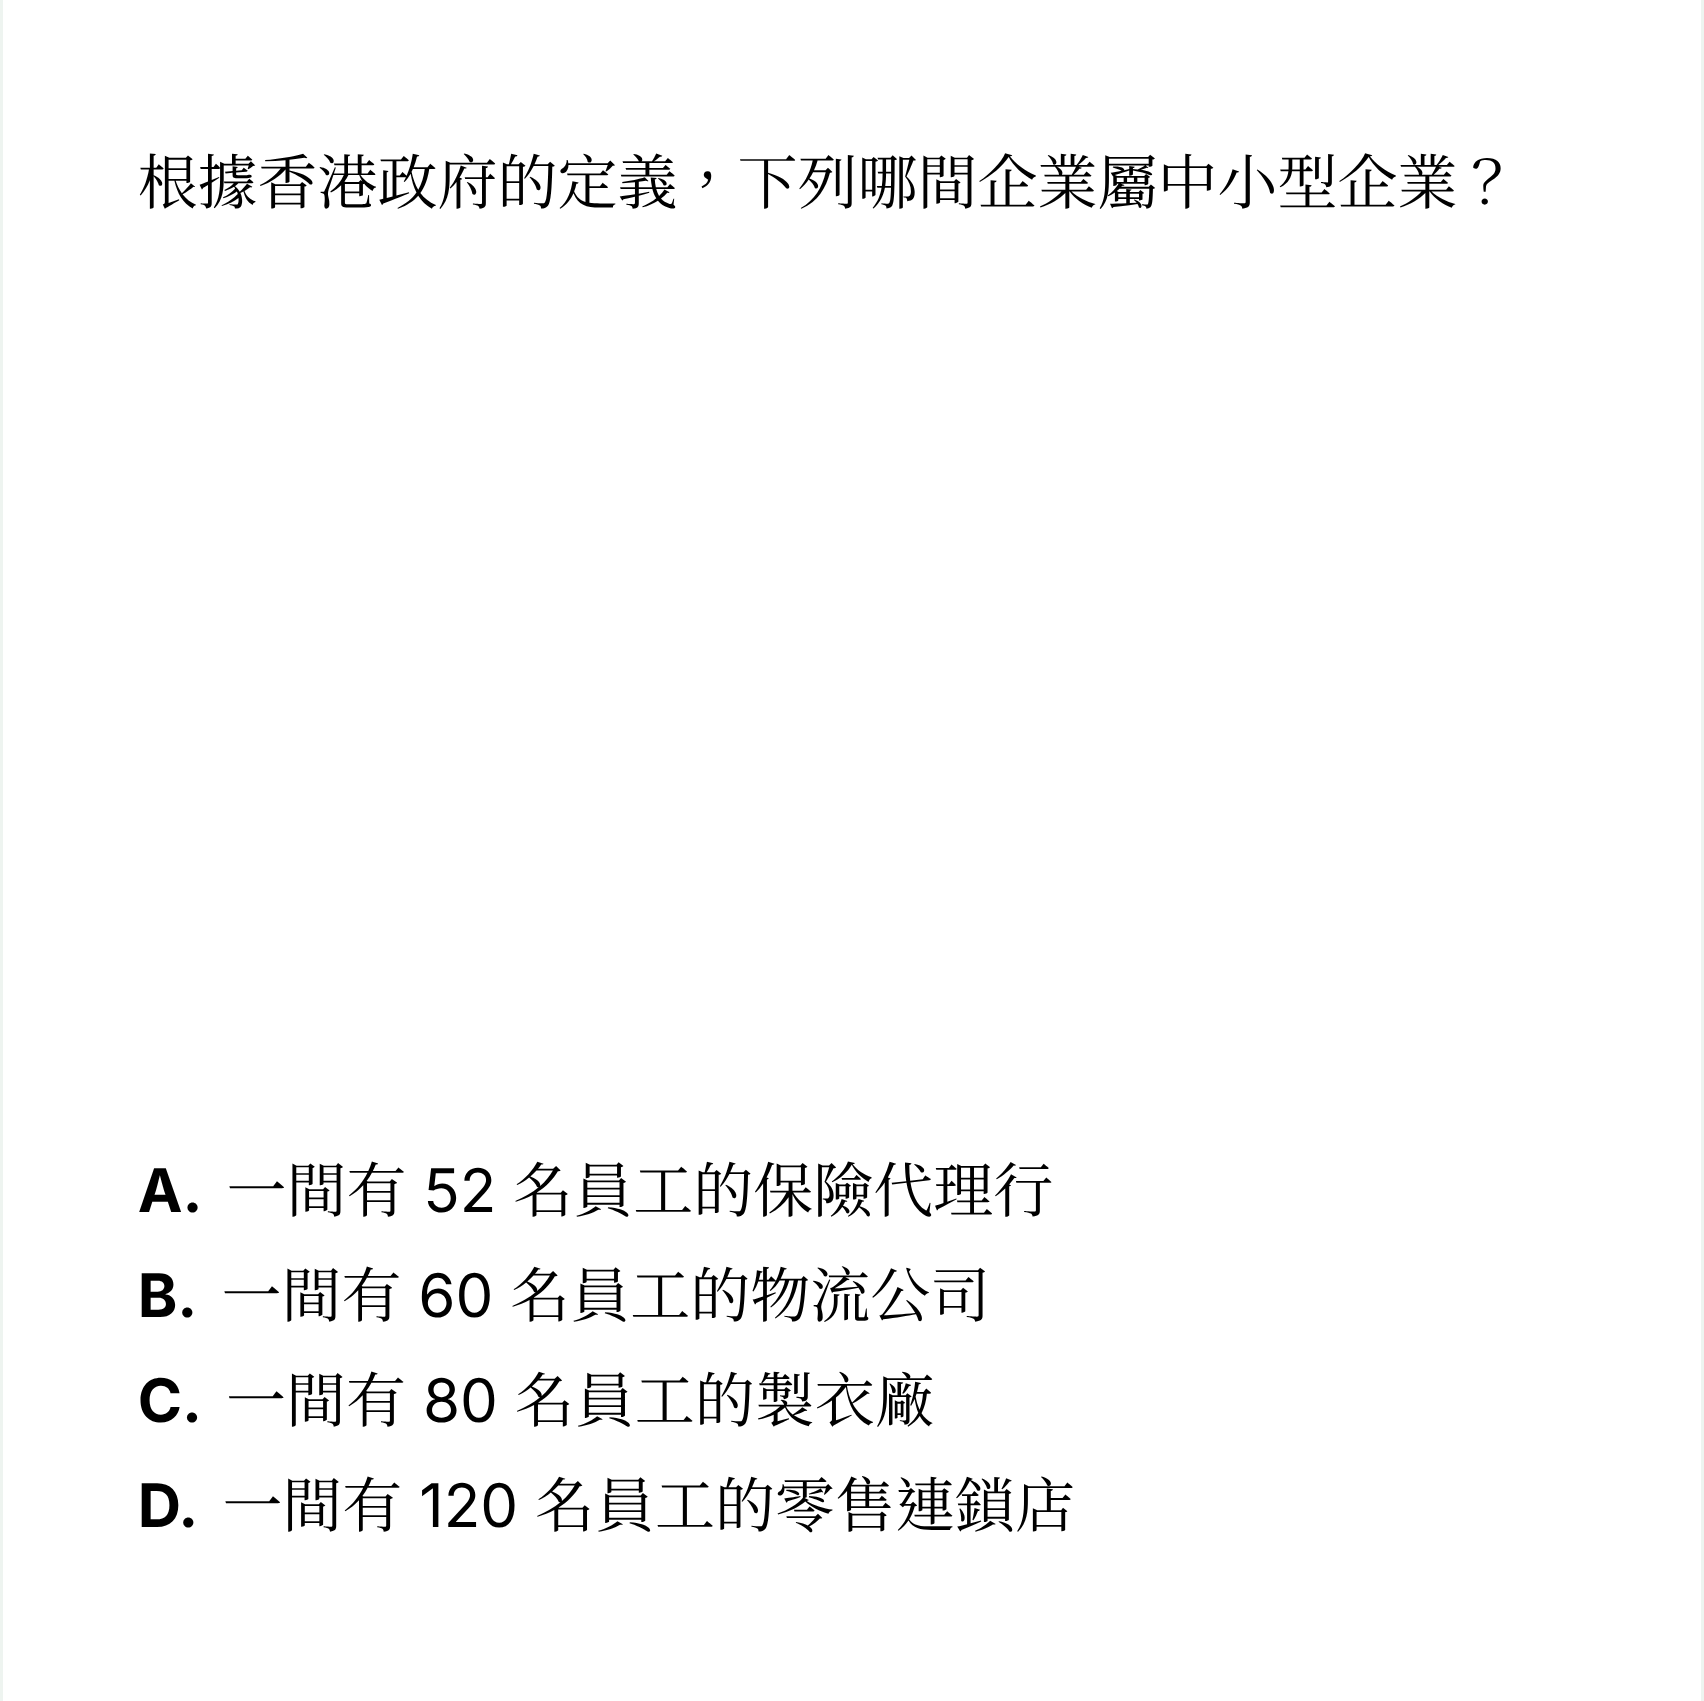 根據香港政府的定義，下列哪間企業屬中小型企業？
A. 一間有 52 名員工的保險代理行
B. 一間有 60 名員工的物流公司
C. 一間有 80 名員工的製衣廠
D. 一間有 120 名員工的零售連鎖店